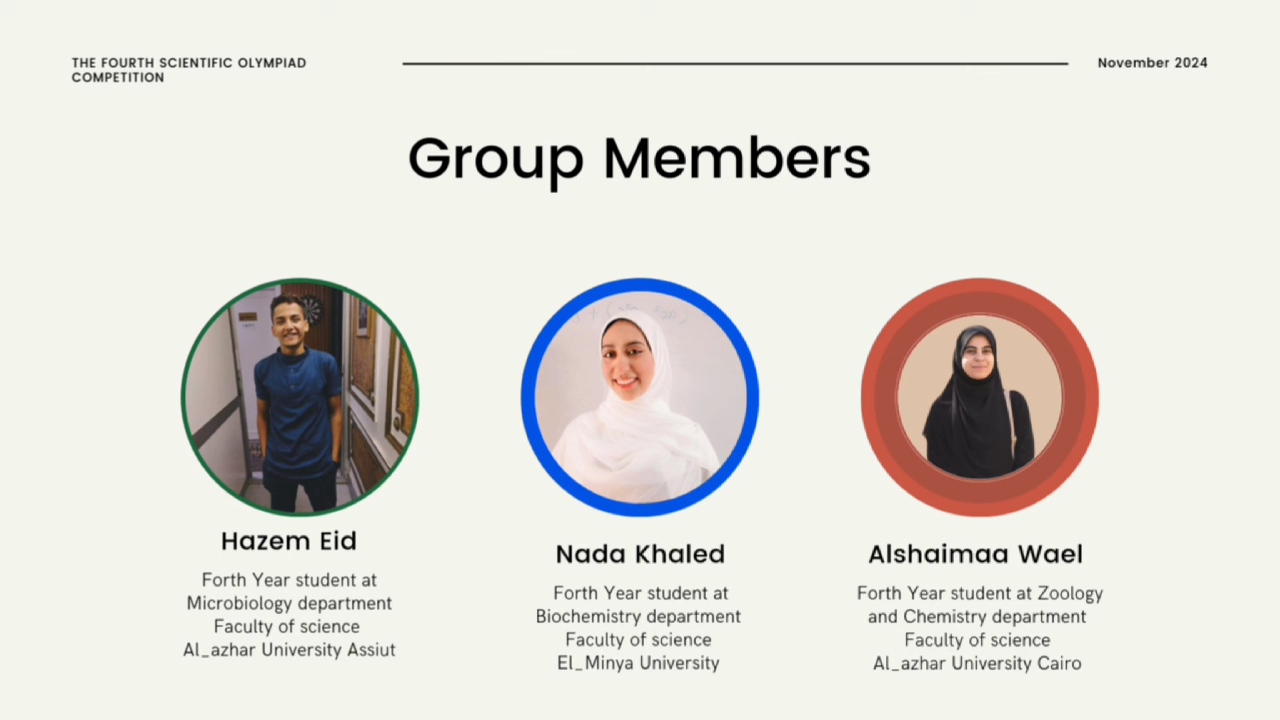 THE FOURTH SCIENTIFIC OLYMPIAD
COMPETITION
November 2024
Group Members
Hazem Eid
Forth Year student at
Microbiology department
Faculty of science
Al_azhar University Assiut
Nada Khaled
Forth Year student at
Biochemistry department
Faculty of science
El_Minya University
Alshaimaa Wael
Forth Year student at Zoology
and Chemistry department
Faculty of science
Al_azhar University Cairo